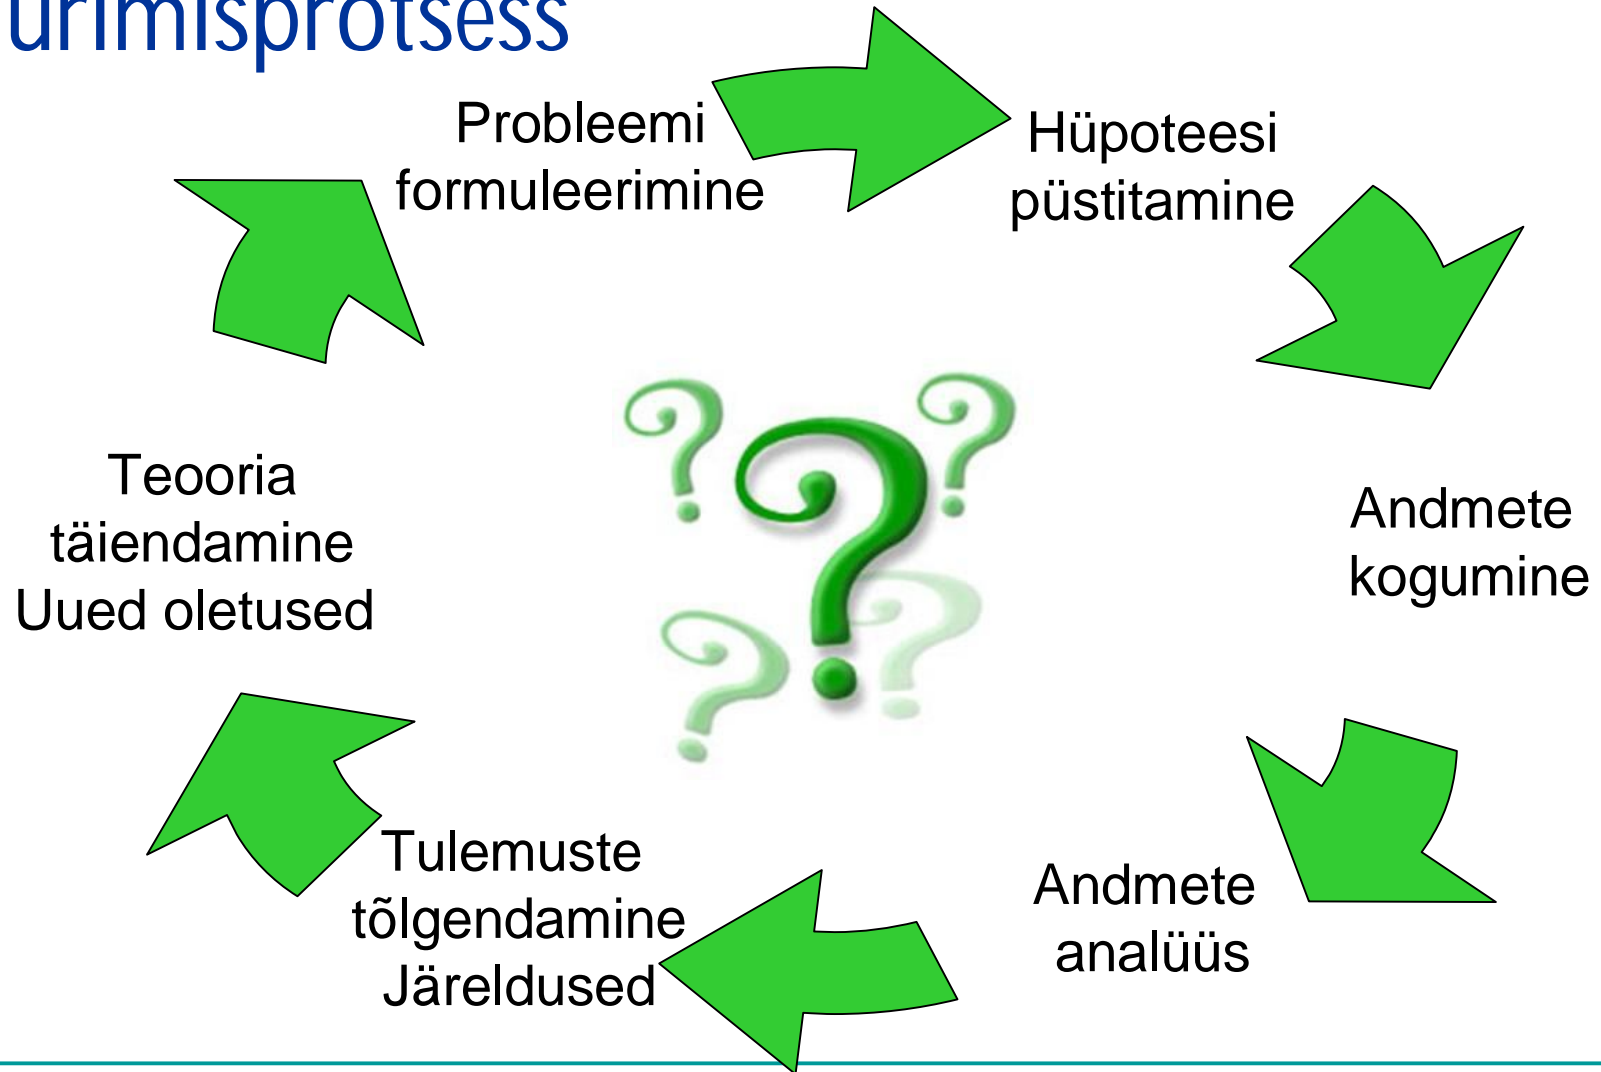 urimisprotsess
Probleemi
formuleerimine
Hüpoteesi
püstitamine
Andmete
kogumine
Andmete
analüüs
Tulemuste
tõlgendamine
Järeldused
Teooria
täiendamine
Uued oletused